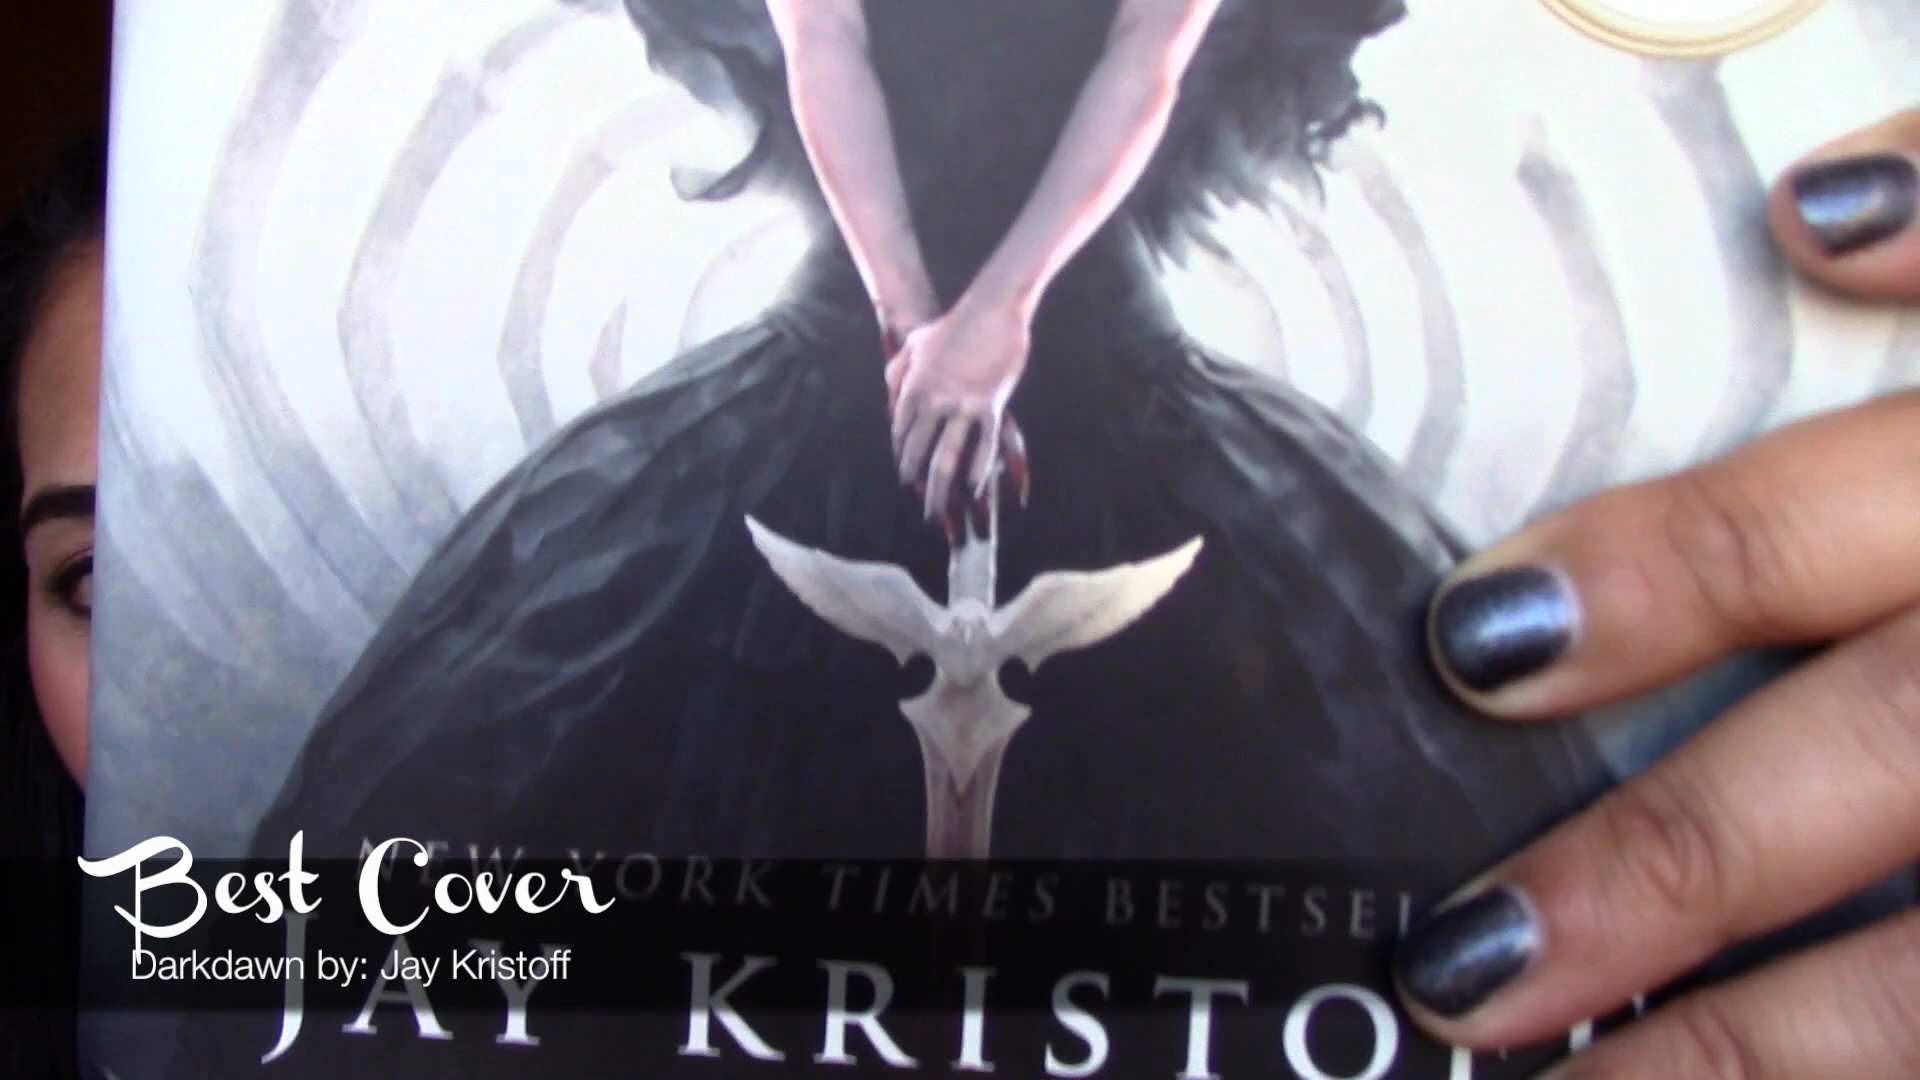 Best Cover
NEW YORK TIMES BESTSEL
Darkdawn by: Jay Kristoff
JAY KRISTO